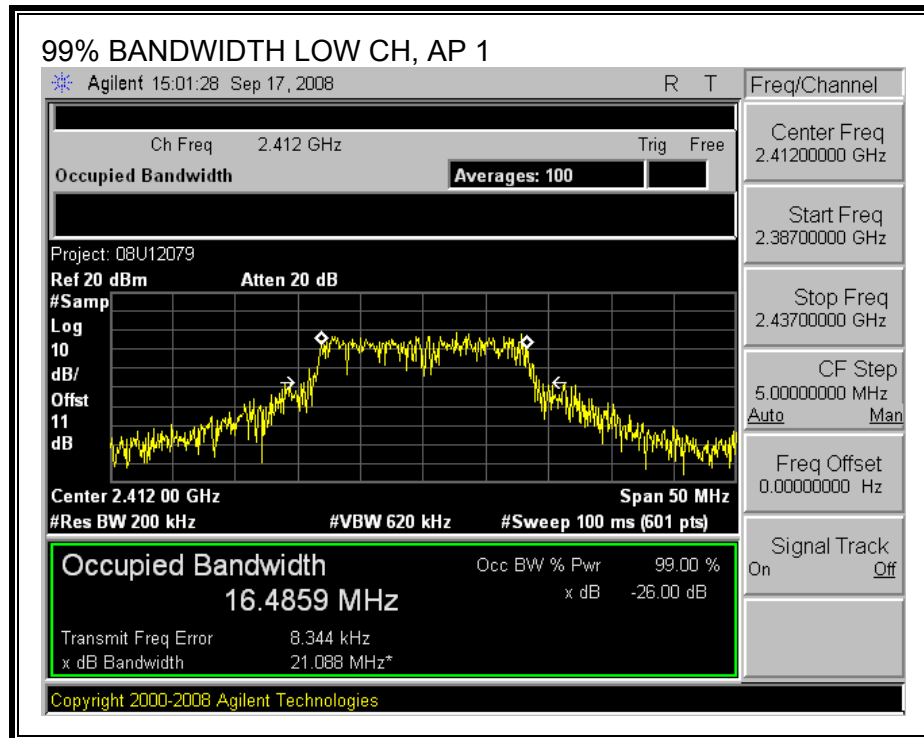 99% BANDWIDTH LOW CH, AP 1
Agilent 15:01:28 Sep 17, 2008 R T
Freq/Channel
Ch Freq 2.412 GHz Trig Free
Occupied Bandwidth Averages: 100
Center Freq
2.41200000 GHz
Start Freq
2.38700000 GHz
Stop Freq
2.43700000 GHz
CF Step
5.00000000 MHz
Auto Man
Freq Offset
0.00000000 Hz
Signal Track
On Off
Project: 08U12079
Ref 20 dBm Atten 20 dB
#Samp
Log
10
dB/
Offst
11
dB
Center 2.412 00 GHz Span 50 MHz
#Res BW 200 kHz #VBW 620 kHz #Sweep 100 ms (601 pts)
Occupied Bandwidth Occ BW % Pwr 99.00 %
16.4859 MHz x dB -26.00 dB
Transmit Freq Error 8.344 kHz
x dB Bandwidth 21.088 MHz*
Copyright 2000-2008 Agilent Technologies